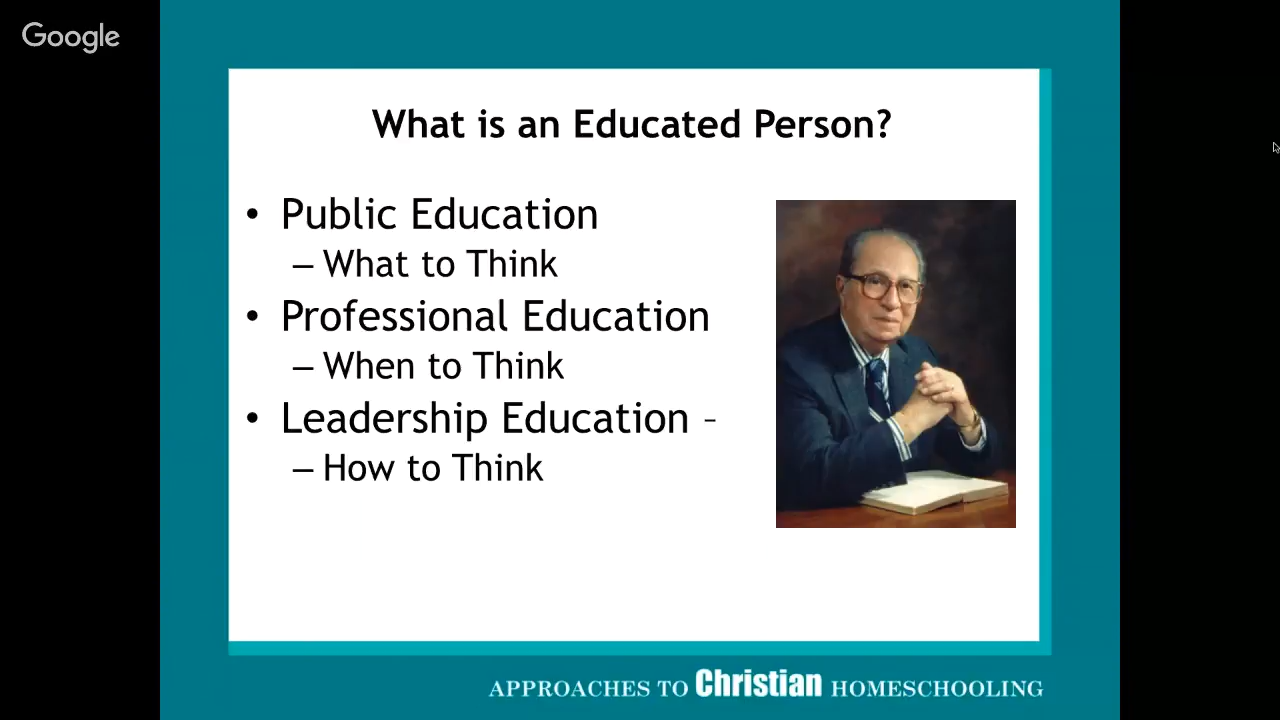 Google
What is an Educated Person?
• Public Education
– What to Think
• Professional Education
– When to Think
• Leadership Education –
– How to Think
APPROACHES TO Christian HOMESCHOOLING